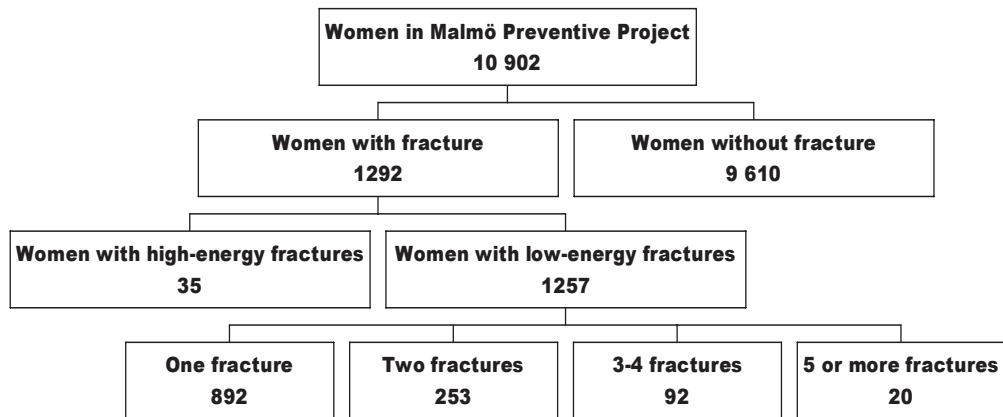 Women in Malmö Preventive Project
10 902
Women with fracture
1292
Women without fracture
9 610
Women with high-energy fractures
35
Women with low-energy fractures
1257
One fracture
892
Two fractures
253
3-4 fractures
92
5 or more fractures
20